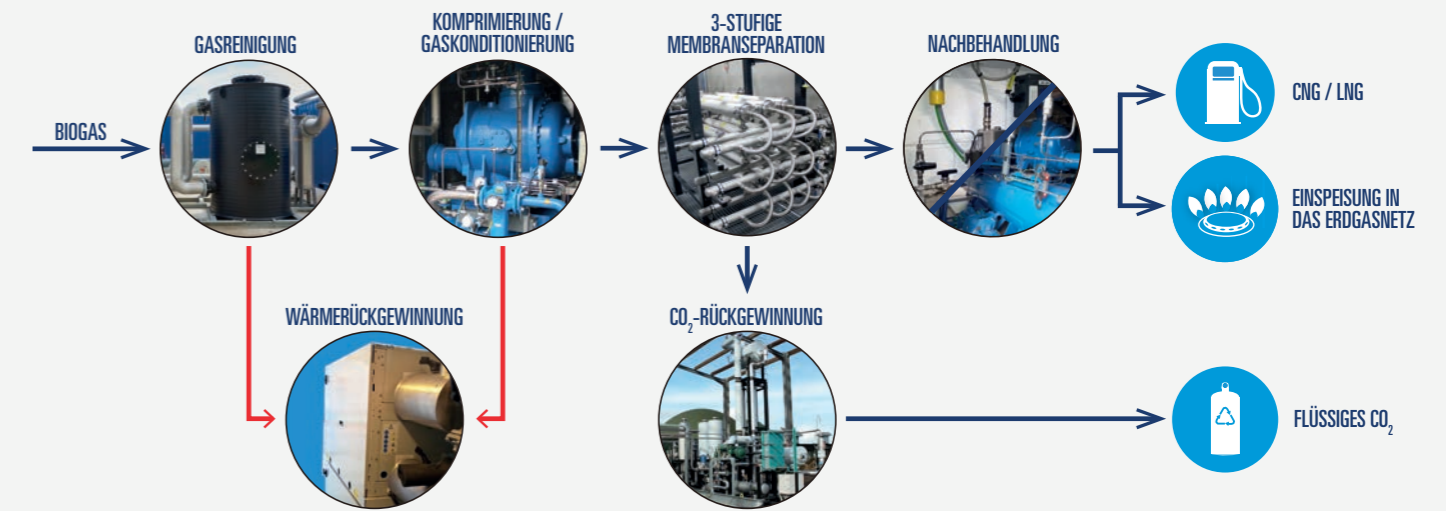 KOMPRIMIERUNG /
GASKONDITIONIERUNG
3-STUFIGE
MEMBRANSEPARATION
GASREINIGUNG
NACHBEHANDLUNG
BIOGAS
CNG / LNG
EINSPEISUNG IN
DAS ERDGASNETZ
WÄRMERÜCKGEWINNUNG
CO₂-RÜCKGEWINNUNG
FLÜSSIGES CO₂